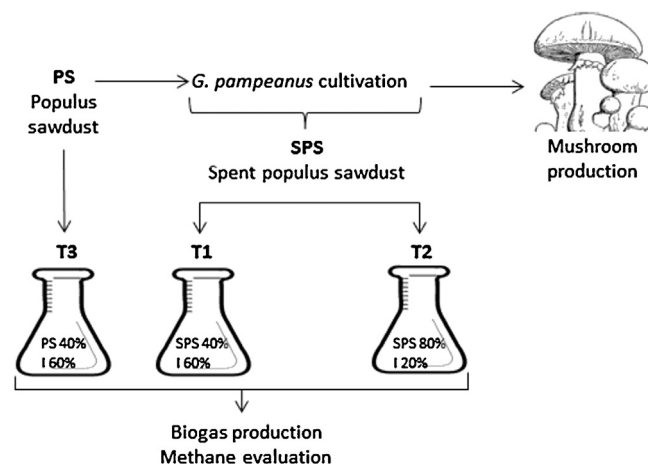 PS
Populus
sawdust
G. pampeanus cultivation
Mushroom
production
SPS
Spent populus sawdust
T3
T1
T2
PS 40%
I 60%
SPS 40%
I 60%
SPS 80%
I 20%
Biogas production
Methane evaluation